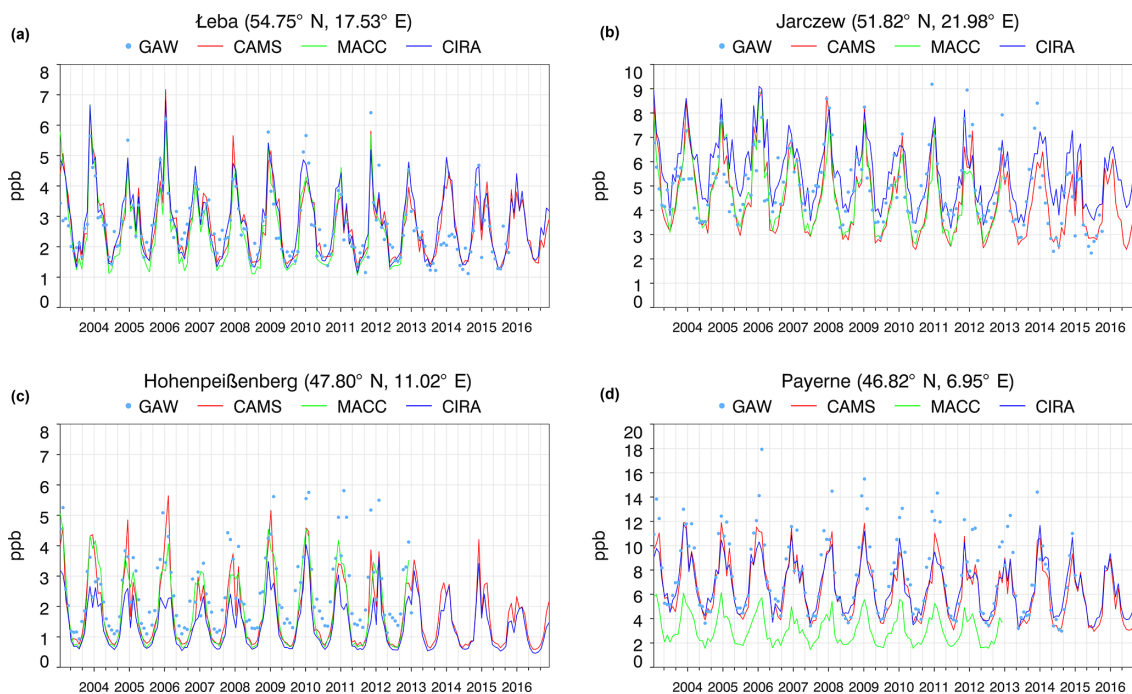 (a)
Łeba (54.75° N, 17.53° E)
GAW CAMS MACC CIRA
8
7
6
5
4
3
2
1
0
ppb
2004 2005 2006 2007 2008 2009 2010 2011 2012 2013 2014 2015 2016
(b)
Jarczew (51.82° N, 21.98° E)
GAW CAMS MACC CIRA
10
9
8
7
6
5
4
3
2
1
0
ppb
2004 2005 2006 2007 2008 2009 2010 2011 2012 2013 2014 2015 2016
(c)
Hohenpeißenberg (47.80° N, 11.02° E)
GAW CAMS MACC CIRA
8
7
6
5
4
3
2
1
0
ppb
2004 2005 2006 2007 2008 2009 2010 2011 2012 2013 2014 2015 2016
(d)
Payerne (46.82° N, 6.95° E)
GAW CAMS MACC CIRA
20
18
16
14
12
10
8
6
4
2
0
ppb
2004 2005 2006 2007 2008 2009 2010 2011 2012 2013 2014 2015 2016